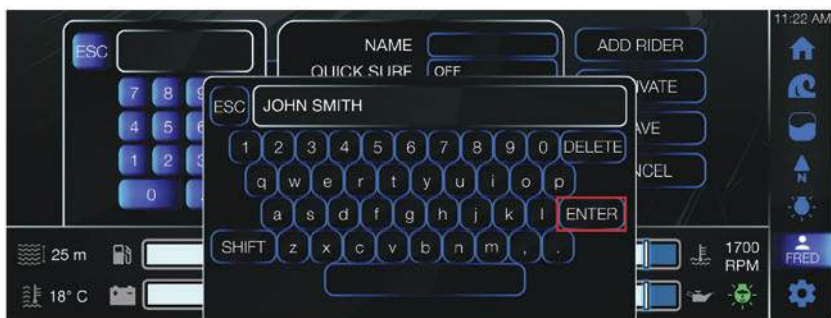 11:22 AM
ESC
NAME
ADD RIDER
QUICK SURF
OFF
7 8
4 5
1 2
0
ESC
JOHN SMITH
1 2 3 4 5 6 7 8 9 0 DELETE
q w e r t y u i o p
a s d f g h j k l ENTER
SHIFT z x c v b n m , .
N
25 m
18° C
1700
RPM
FRED